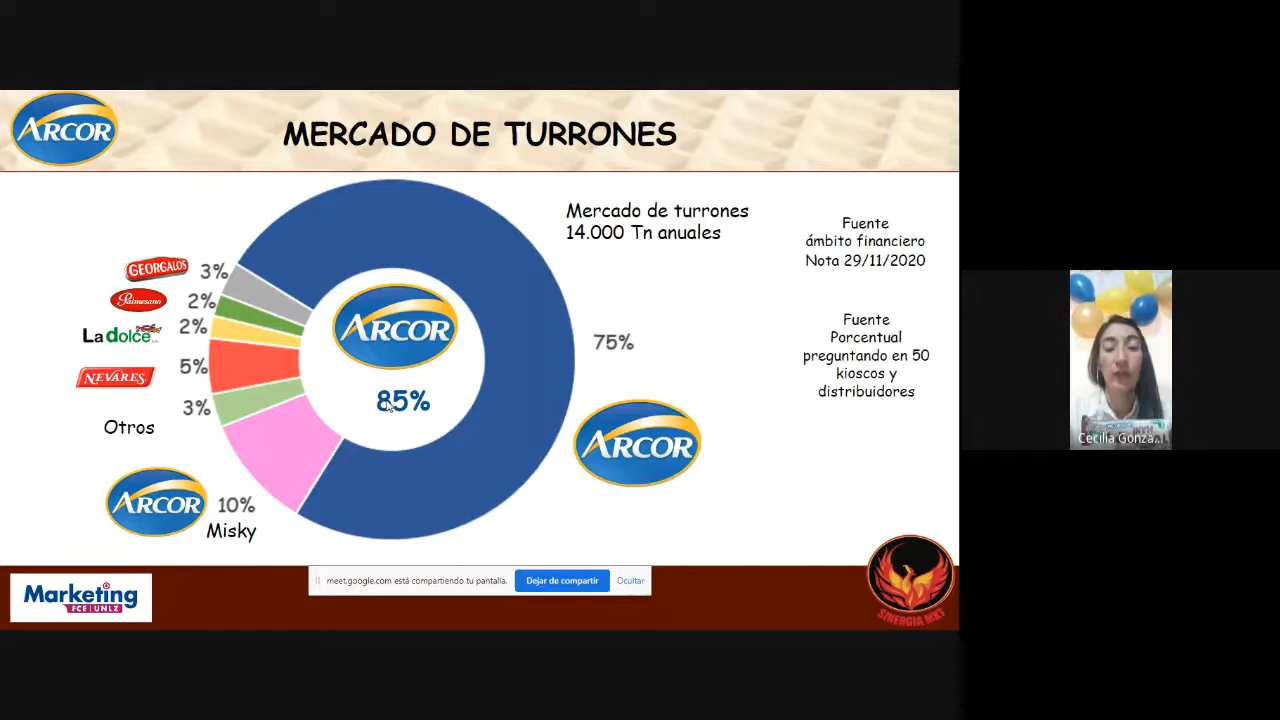 ARCOR
MERCADO DE TURRONES
Mercado de turrones
14.000 Tn anuales
Fuente
ámbito financiero
Nota 29/11/2020
GEORGALOS
3%
Palmesano
2%
La dolce
2%
NEVARES
5%
Otros
3%
ARCOR
10%
Misky
ARCOR
85%
75%
ARCOR
Fuente
Porcentual
preguntando en 50
kioscos y
distribuidores
Cecilia Gonza...
Marketing
FCE | UNLZ
meet.google.com está compartiendo tu pantalla.
Dejar de compartir
Ocultar
SINERGIA MKT